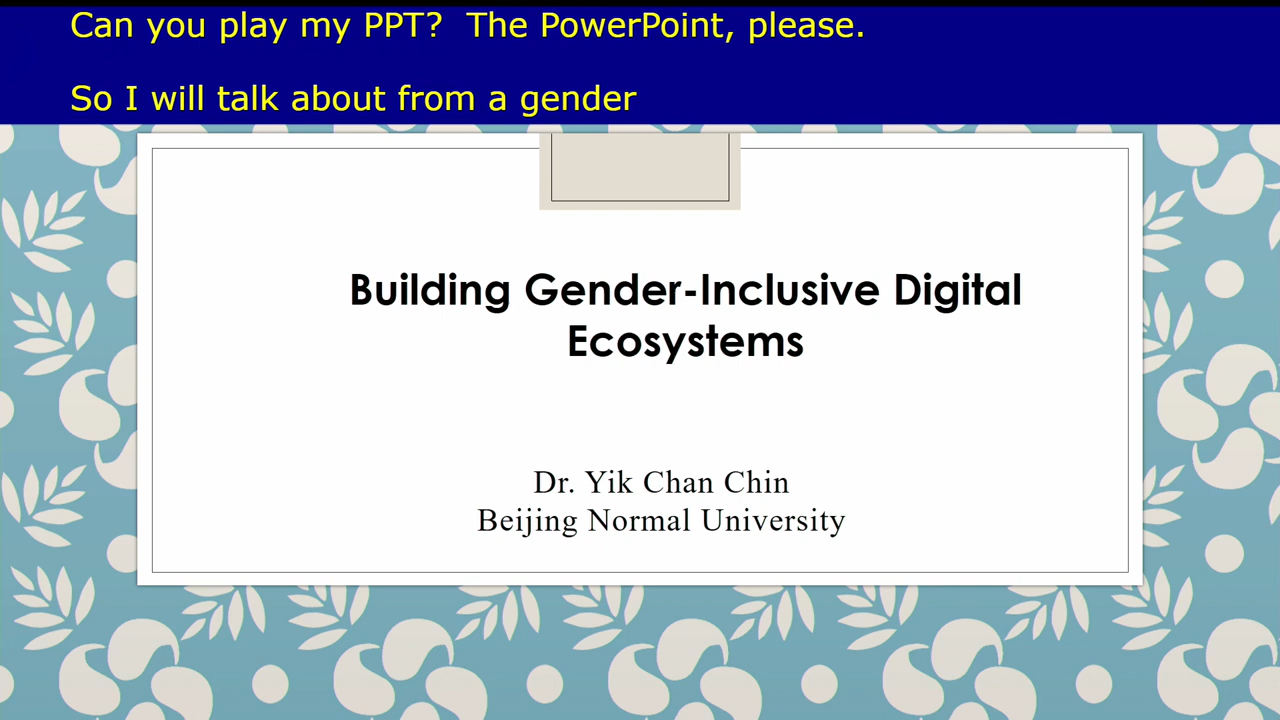 Can you play my PPT?  The PowerPoint, please.
So I will talk about from a gender
Building Gender-Inclusive Digital
Ecosystems
Dr. Yik Chan Chin
Beijing Normal University